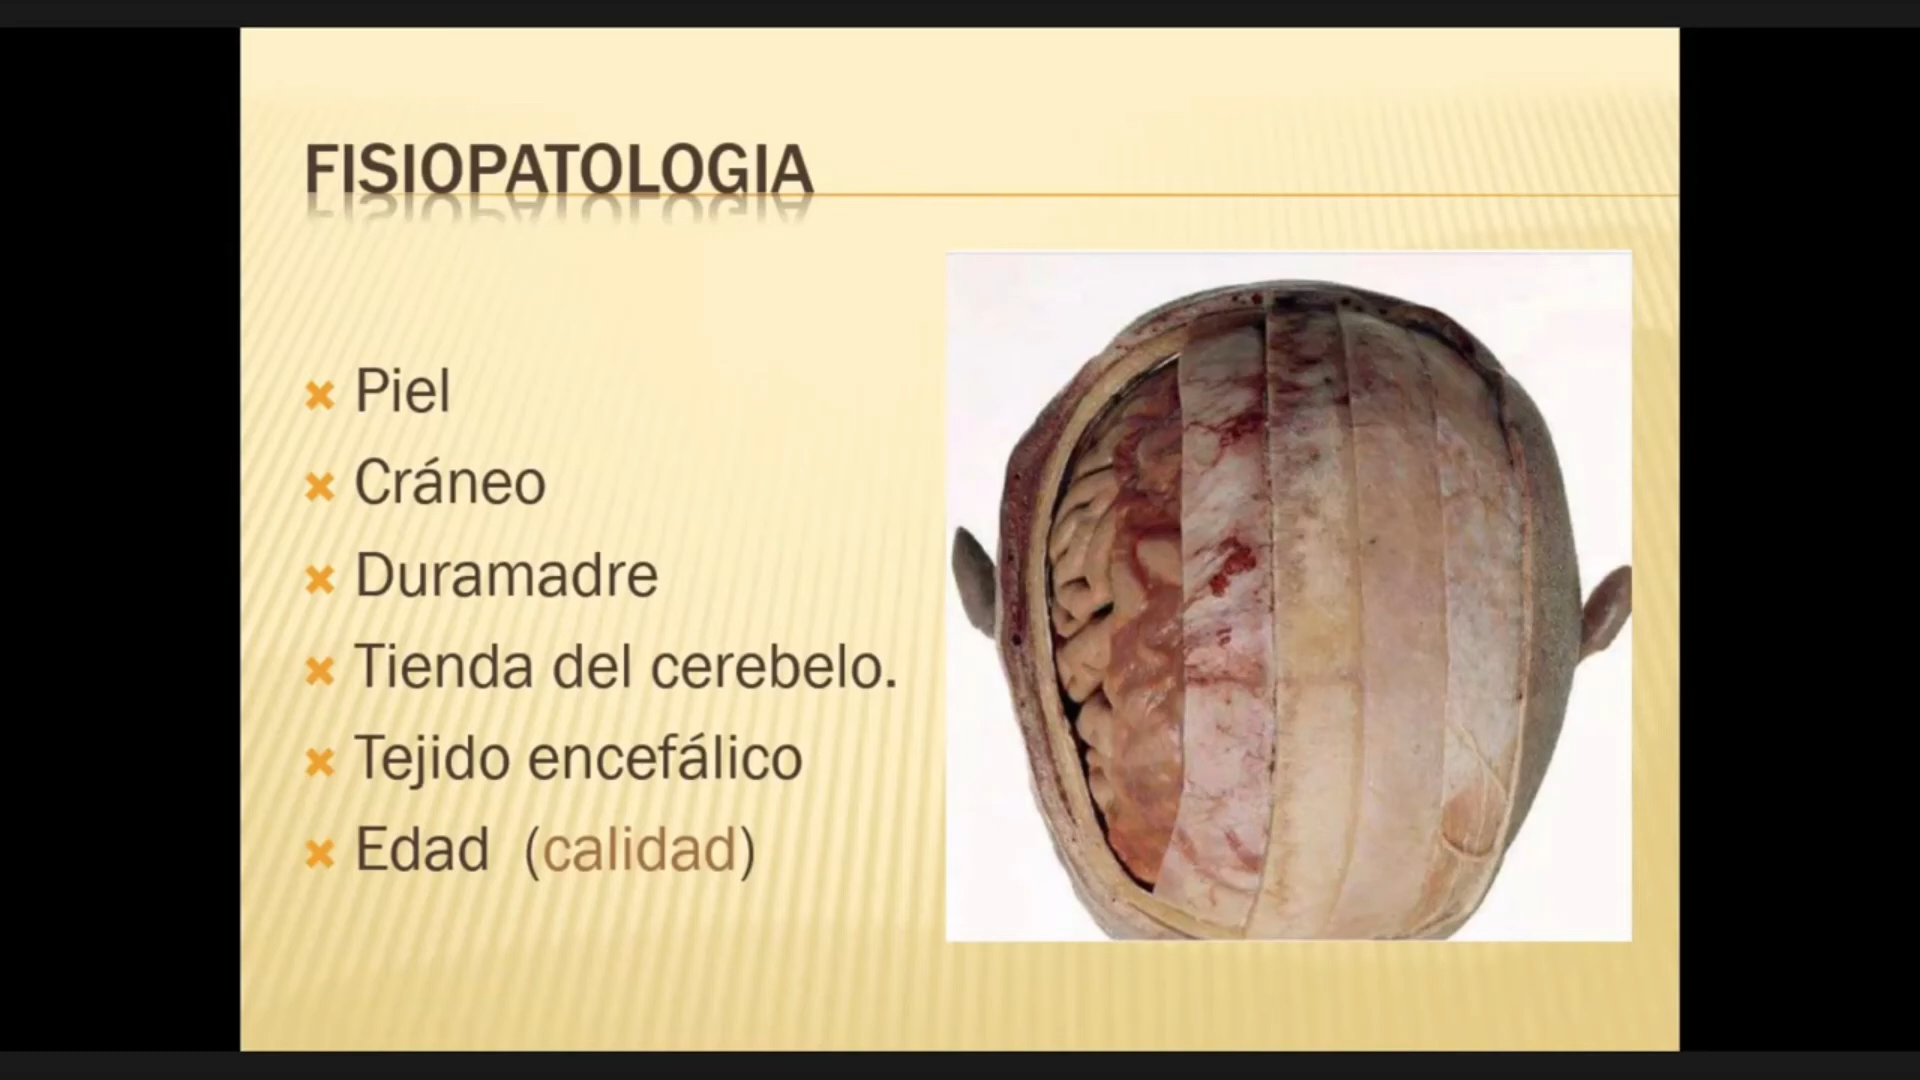 FISIOPATOLOGIA
Piel
Cráneo
Duramadre
Tienda del cerebelo.
Tejido encefálico
Edad (calidad)